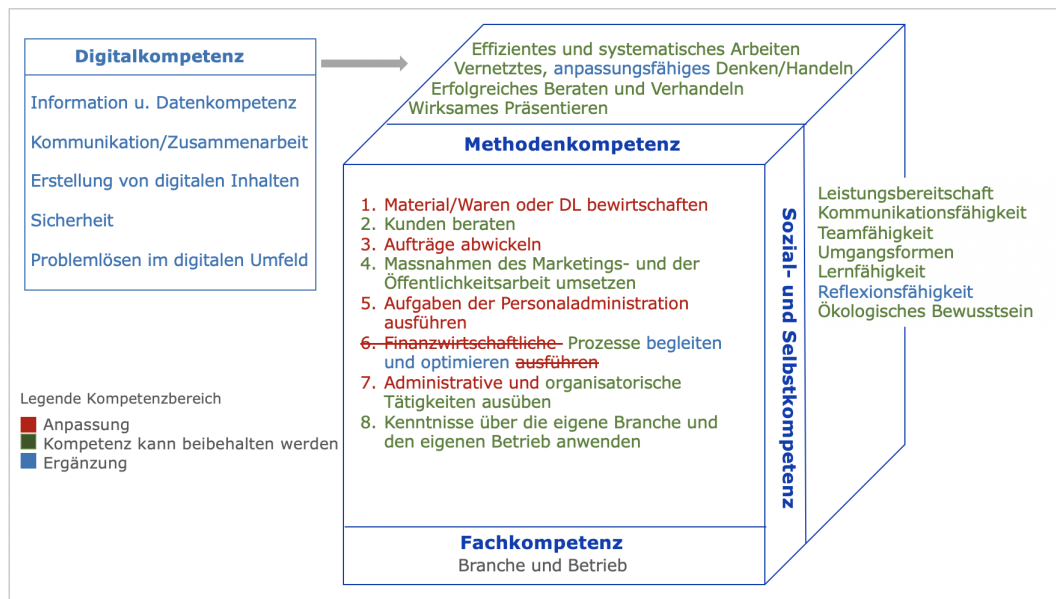 Digitalkompetenz
Information u. Datenkompetenz
Kommunikation/Zusammenarbeit
Erstellung von digitalen Inhalten
Sicherheit
Problemlösen im digitalen Umfeld
Effizientes und systematisches Arbeiten
Vernetztes, anpassungsfähiges Denken/Handeln
Erfolgreiches Beraten und Verhandeln
Wirksames Präsentieren
Methodenkompetenz
1. Material/Waren oder DL bewirtschaften
2. Kunden beraten
3. Aufträge abwickeln
4. Massnahmen des Marketings- und der
Öffentlichkeitsarbeit umsetzen
5. Aufgaben der Personaladministration
ausführen
6. Finanzwirtschaftliche Prozesse begleiten
und optimieren ausführen
7. Administrative und organisatorische
Tätigkeiten ausüben
8. Kenntnisse über die eigene Branche und
den eigenen Betrieb anwenden
Fachkompetenz
Branche und Betrieb
Sozial- und Selbstkompetenz
Leistungsbereitschaft
Kommunikationsfähigkeit
Teamfähigkeit
Umgangsformen
Lernfähigkeit
Reflexionsfähigkeit
Ökologisches Bewusstsein
Legende Kompetenzbereich
Anpassung
Kompetenz kann beibehalten werden
Ergänzung